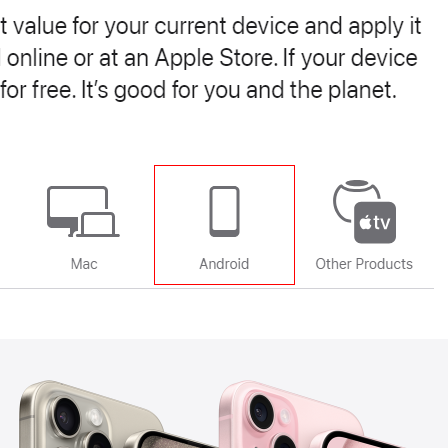 t value for your current device and apply it
online or at an Apple Store. If your device
for free. It's good for you and the planet.
Mac
Android
tv
Other Products